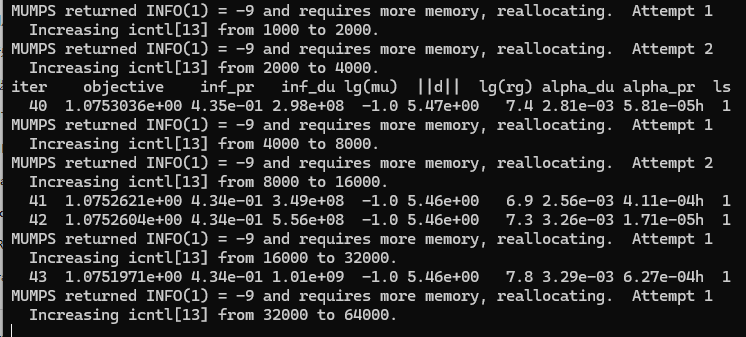 MUMPS returned INFO(1) = -9 and requires more memory, reallocating.  Attempt 1
  Increasing icntl[13] from 1000 to 2000.
MUMPS returned INFO(1) = -9 and requires more memory, reallocating.  Attempt 2
  Increasing icntl[13] from 2000 to 4000.
iter    objective    inf_pr   inf_du lg(mu)  ||d||  lg(rg) alpha_du alpha_pr  ls
  40  1.0753036e+00 4.35e-01 2.98e+08  -1.0 5.47e+00   7.4 2.81e-03 5.81e-05h  1
MUMPS returned INFO(1) = -9 and requires more memory, reallocating.  Attempt 1
  Increasing icntl[13] from 4000 to 8000.
MUMPS returned INFO(1) = -9 and requires more memory, reallocating.  Attempt 2
  Increasing icntl[13] from 8000 to 16000.
  41  1.0752621e+00 4.34e-01 3.49e+08  -1.0 5.46e+00   6.9 2.56e-03 4.11e-04h  1
  42  1.0752604e+00 4.34e-01 5.56e+08  -1.0 5.46e+00   7.3 3.26e-03 1.71e-05h  1
MUMPS returned INFO(1) = -9 and requires more memory, reallocating.  Attempt 1
  Increasing icntl[13] from 16000 to 32000.
  43  1.0751971e+00 4.34e-01 1.01e+09  -1.0 5.46e+00   7.8 3.29e-03 6.27e-04h  1
MUMPS returned INFO(1) = -9 and requires more memory, reallocating.  Attempt 1
  Increasing icntl[13] from 32000 to 64000.